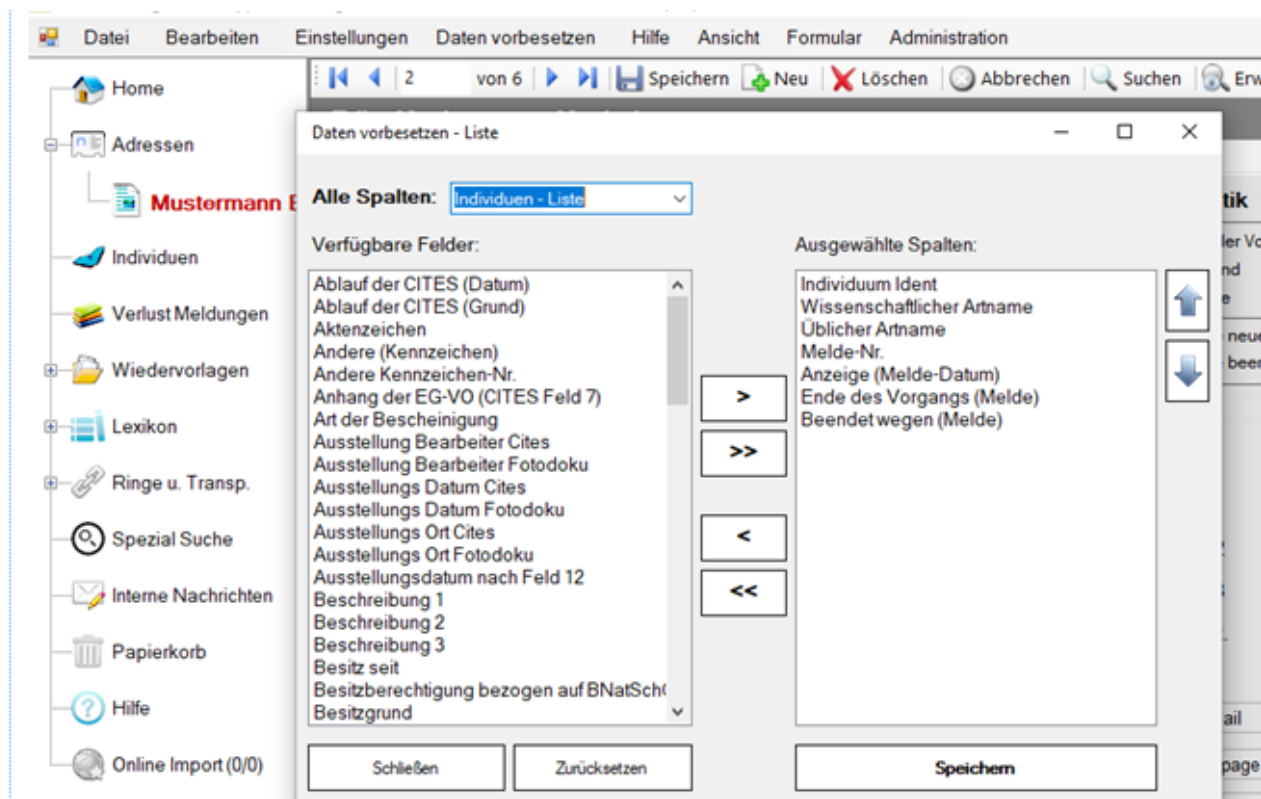 Datei Bearbeiten Einstellungen Daten vorbesetzen Hilfe Ansicht Formular Administration
2 von 6 Speichern Neu Löschen Abbrechen Suchen
Home
Adressen
Mustermann
Individuen
Verlust Meldungen
Wiedervorlagen
Lexikon
Ringe u. Transp.
Spezial Suche
Interne Nachrichten
Papierkorb
Hilfe
Online Import (0/0)
Daten vorbesetzen - Liste
Alle Spalten: Individuen - Liste
Verfügbare Felder:
Ablauf der CITES (Datum)
Ablauf der CITES (Grund)
Aktenzeichen
Andere (Kennzeichen)
Andere Kennzeichen-Nr.
Anhang der EG-VO (CITES Feld 7)
Art der Bescheinigung
Ausstellung Bearbeiter Cites
Ausstellung Bearbeiter Fotodoku
Ausstellungs Datum Cites
Ausstellungs Datum Fotodoku
Ausstellungs Ort Cites
Ausstellungs Ort Fotodoku
Ausstellungsdatum nach Feld 12
Beschreibung 1
Beschreibung 2
Beschreibung 3
Besitz seit
Besitzberechtigung bezogen auf BNatSch
Besitzgrund
>
>>
<
<<
Ausgewählte Spalten:
Individuum Ident
Wissenschaftlicher Artname
Üblicher Artname
Melde-Nr.
Anzeige (Melde-Datum)
Ende des Vorgangs (Melde)
Beendet wegen (Melde)
Schließen Zurücksetzen Speichern
tik
ler Vo
nd
e
neue
beer
ail
page